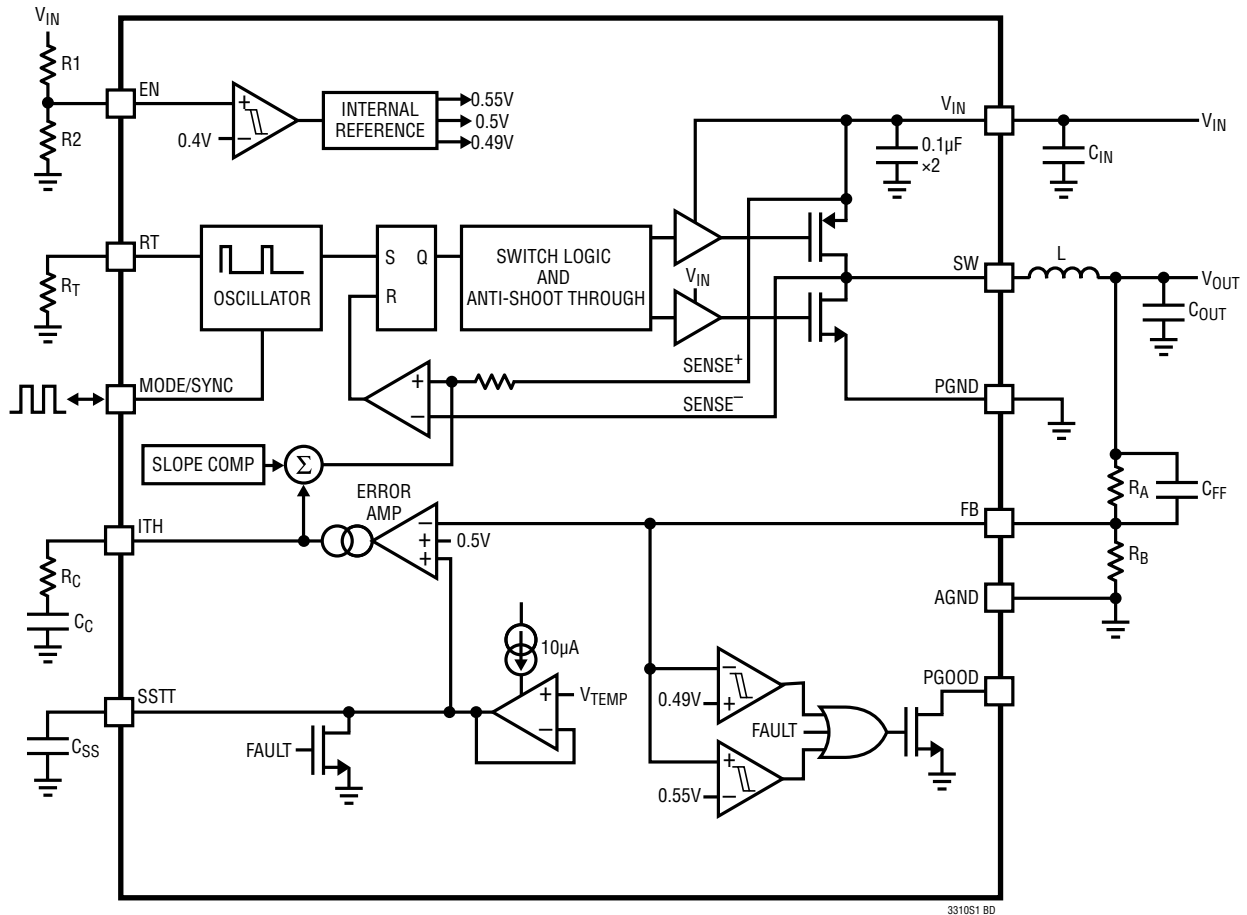 VIN
R1
EN
R2
0.4V
+
−
INTERNAL
REFERENCE
0.55V
0.5V
0.49V
VIN
0.1µF
×2
CIN
VIN
RT
RT
OSCILLATOR
S Q
R
SWITCH LOGIC
AND
ANTI-SHOOT THROUGH
VIN
SW
L
VOUT
COUT
MODE/SYNC
+
−
SENSE+
SENSE−
PGND
SLOPE COMP
Σ
ERROR
AMP
ITH
−
+
+
0.5V
FB
RA
CFF
RB
RC
CC
AGND
10µA
SSTT
CSS
FAULT
+
−
VTEMP
−
+
0.49V
FAULT
+
−
0.55V
PGOOD
3310S1 BD